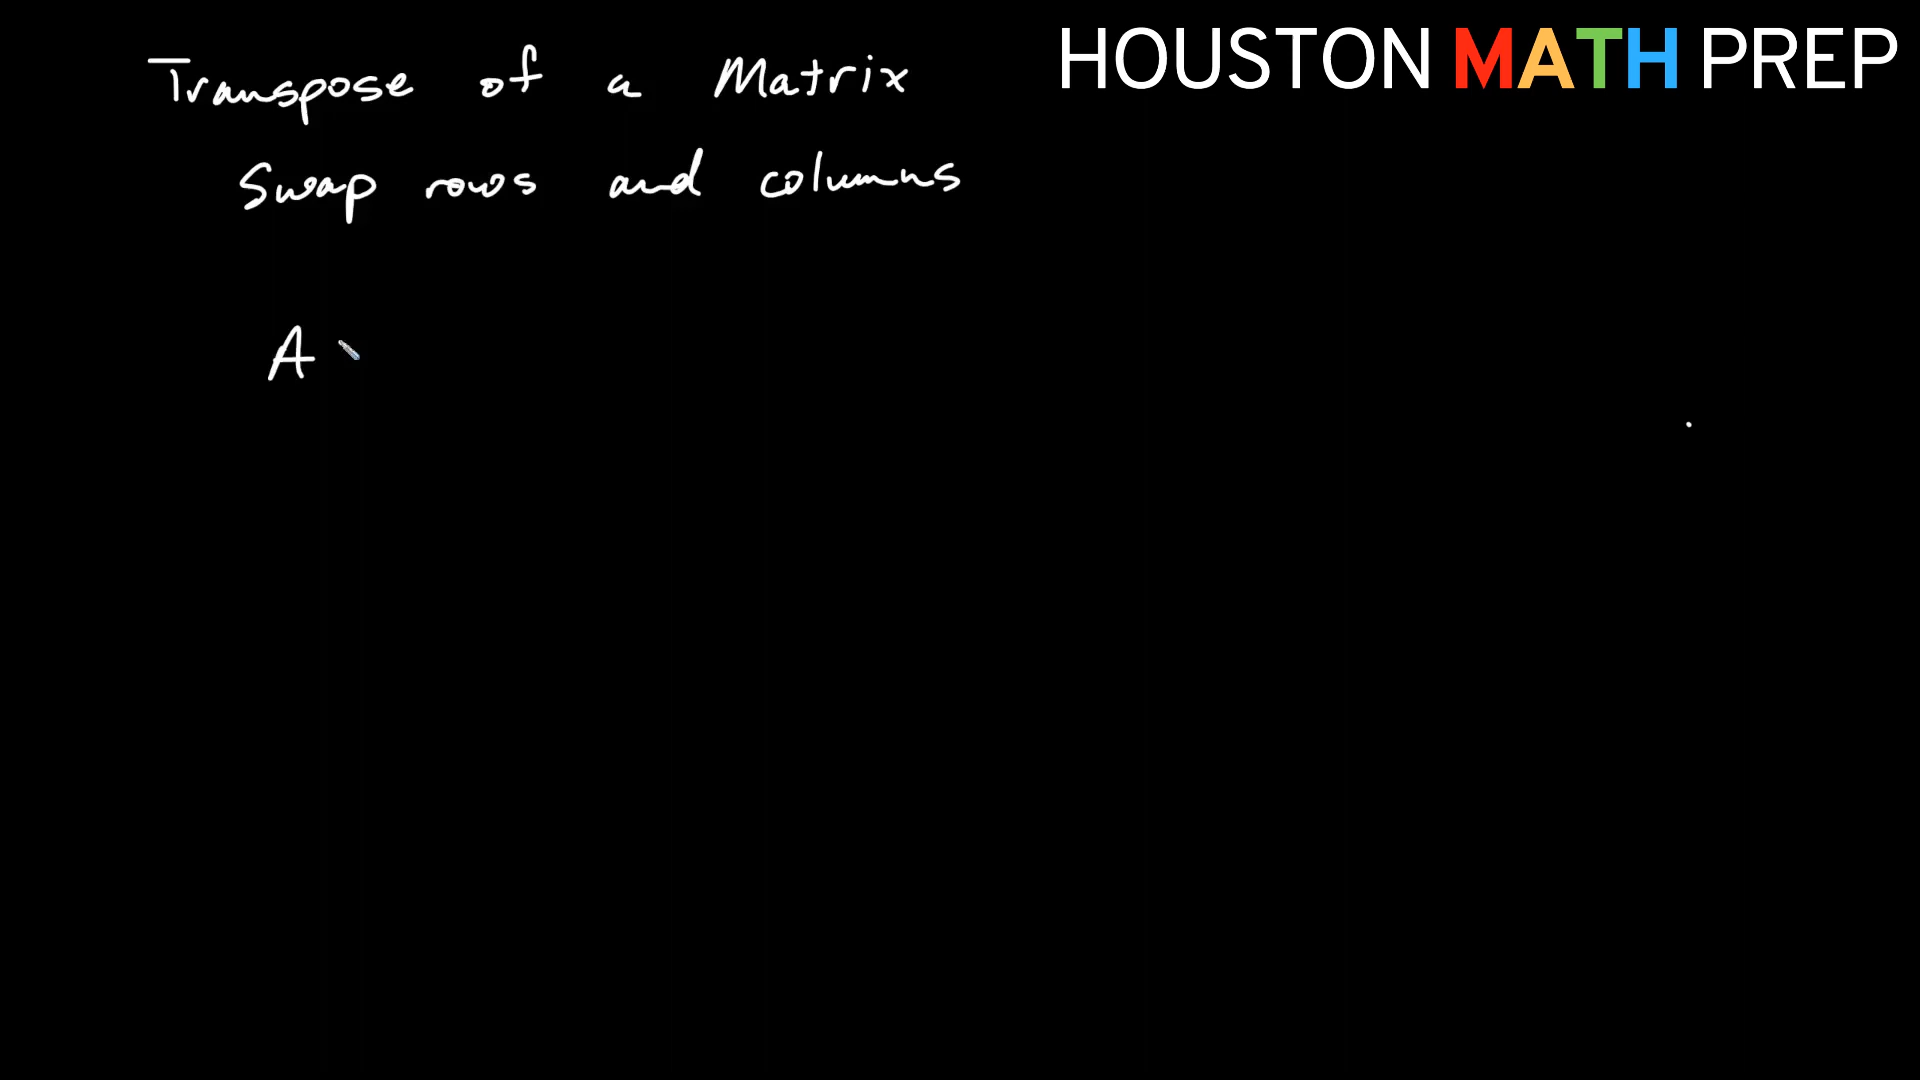 HOUSTON MATH PREP
Transpose of a Matrix
Swap rows and columns
A